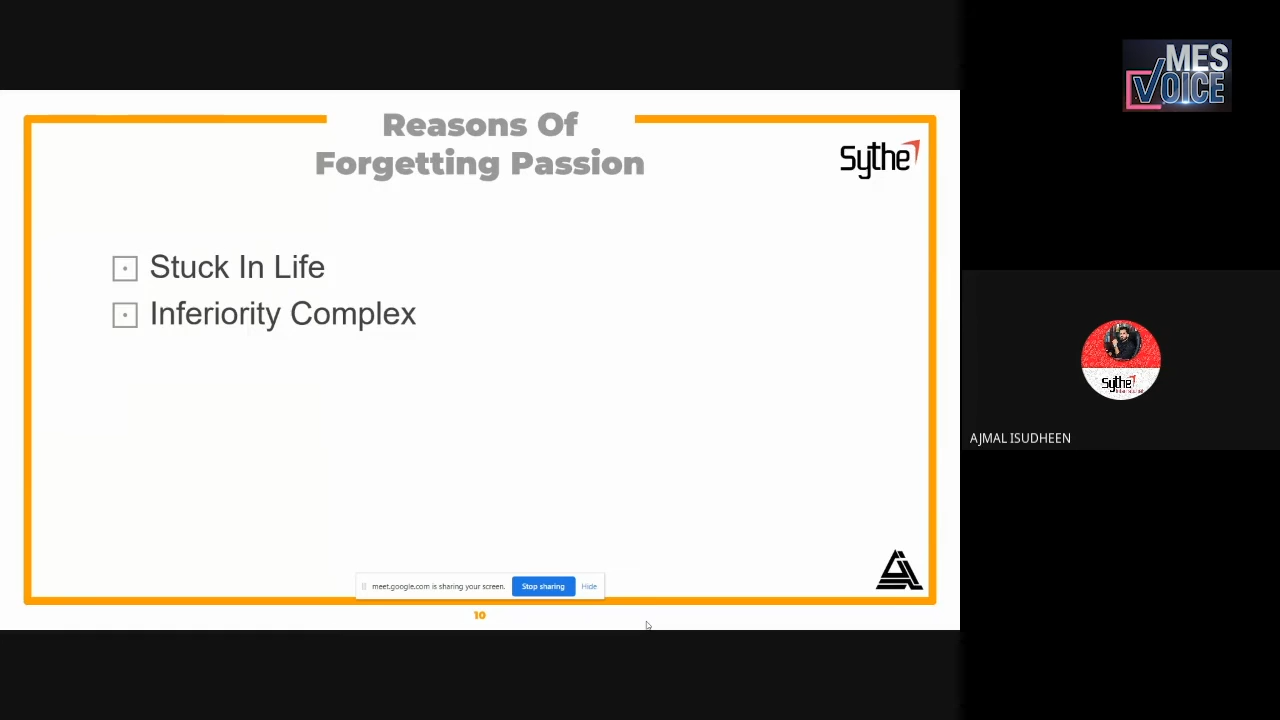 MES
VOICE
Reasons Of
Forgetting Passion
Sythe
Stuck In Life
Inferiority Complex
Sythe
AJMAL ISUDHEEN
meet.google.com is sharing your screen. Stop sharing Hide
10